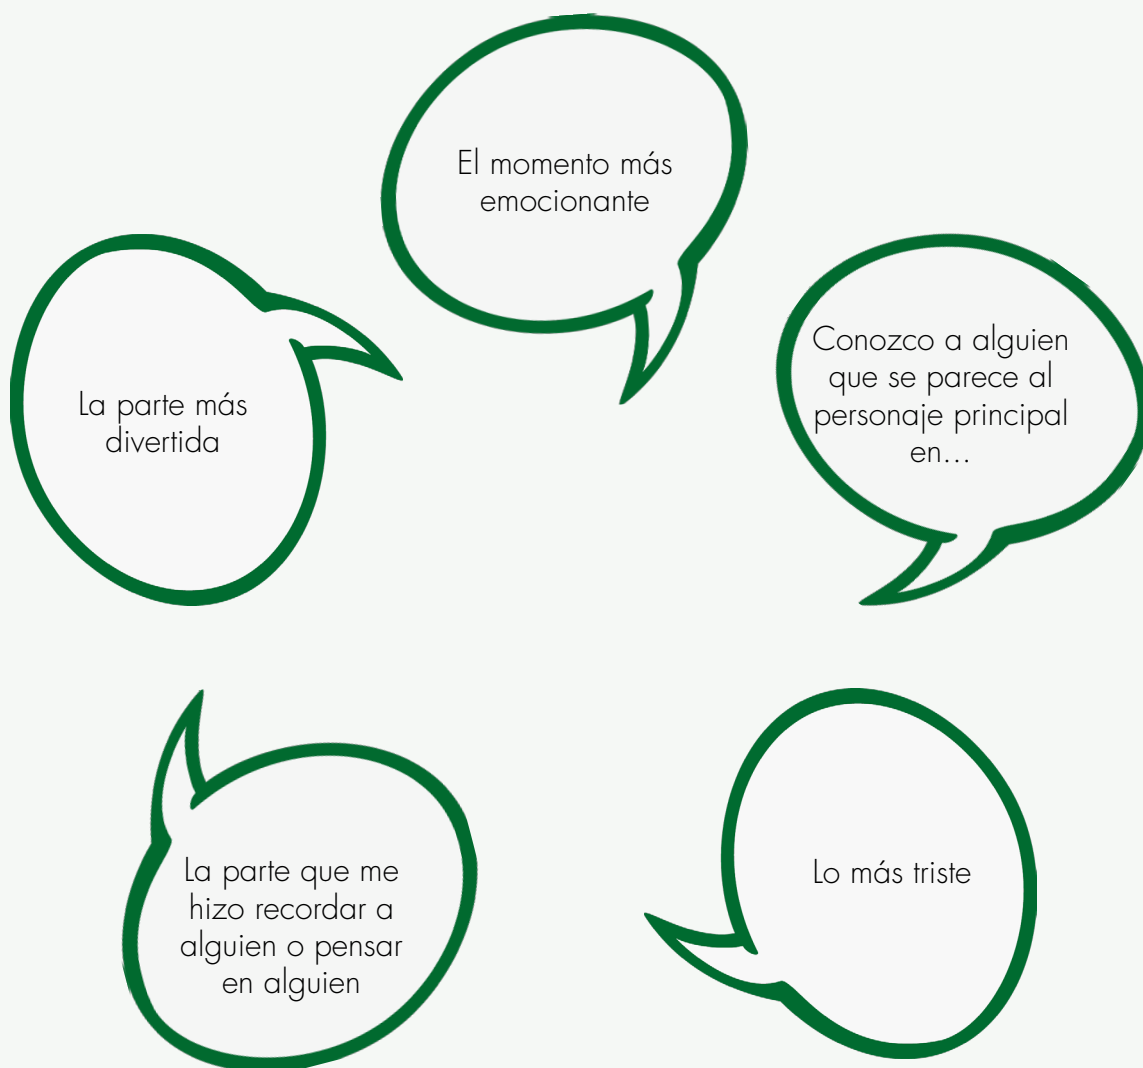 El momento más
emocionante
Conozco a alguien
que se parece al
personaje principal
en...
La parte más
divertida
La parte que me
hizo recordar a
alguien o pensar
en alguien
Lo más triste